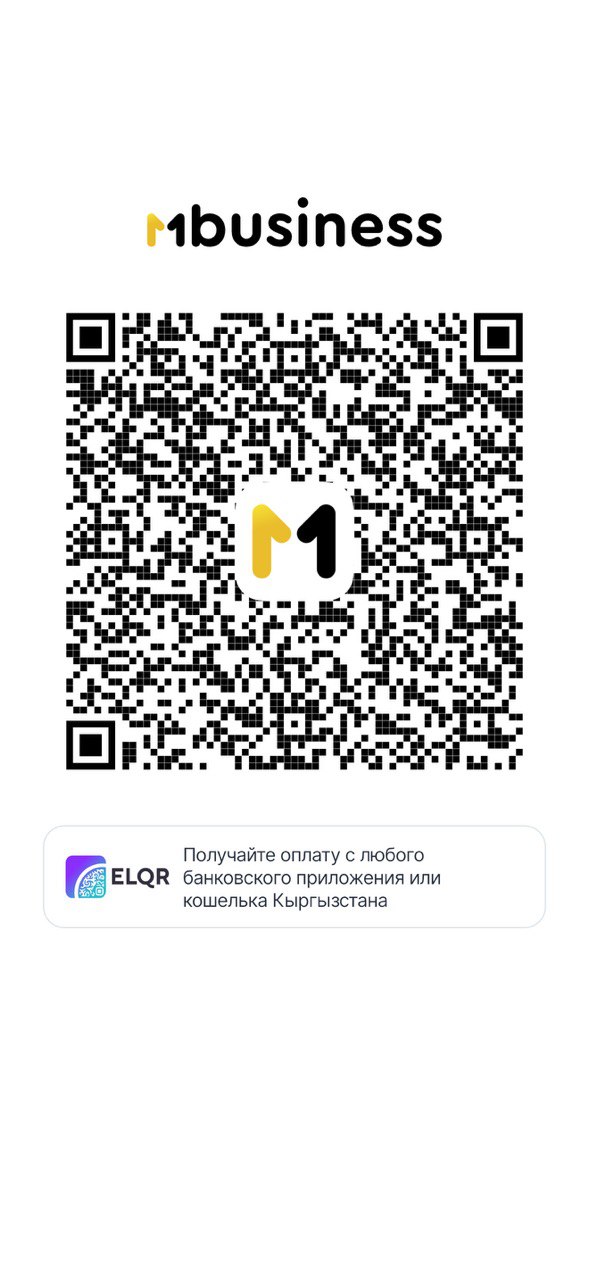 Mbusiness
M
ELQR
Получайте оплату с любого
банковского приложения или
кошелька Кыргызстана